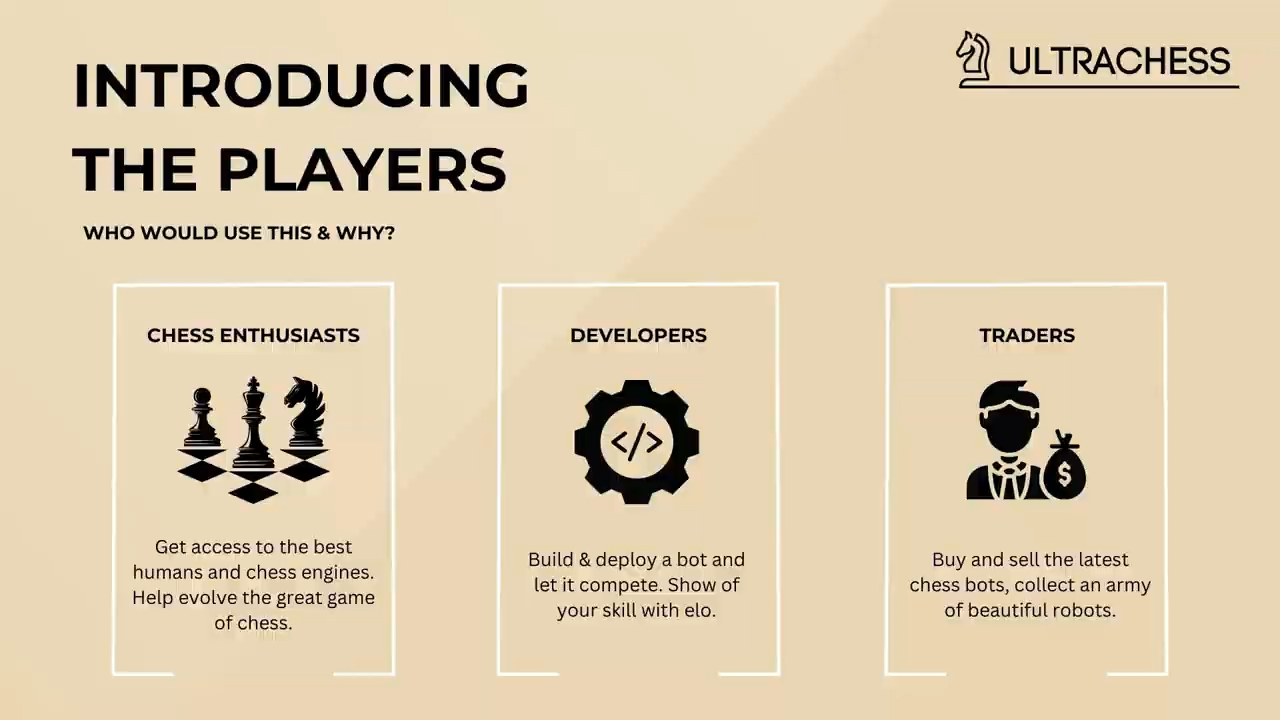 ULTRACHESS
INTRODUCING
THE PLAYERS
WHO WOULD USE THIS & WHY?
CHESS ENTHUSIASTS
Get access to the best
humans and chess engines.
Help evolve the great game
of chess.
DEVELOPERS
</>
Build & deploy a bot and
let it compete. Show of
your skill with elo.
TRADERS
$
Buy and sell the latest
chess bots, collect an army
of beautiful robots.